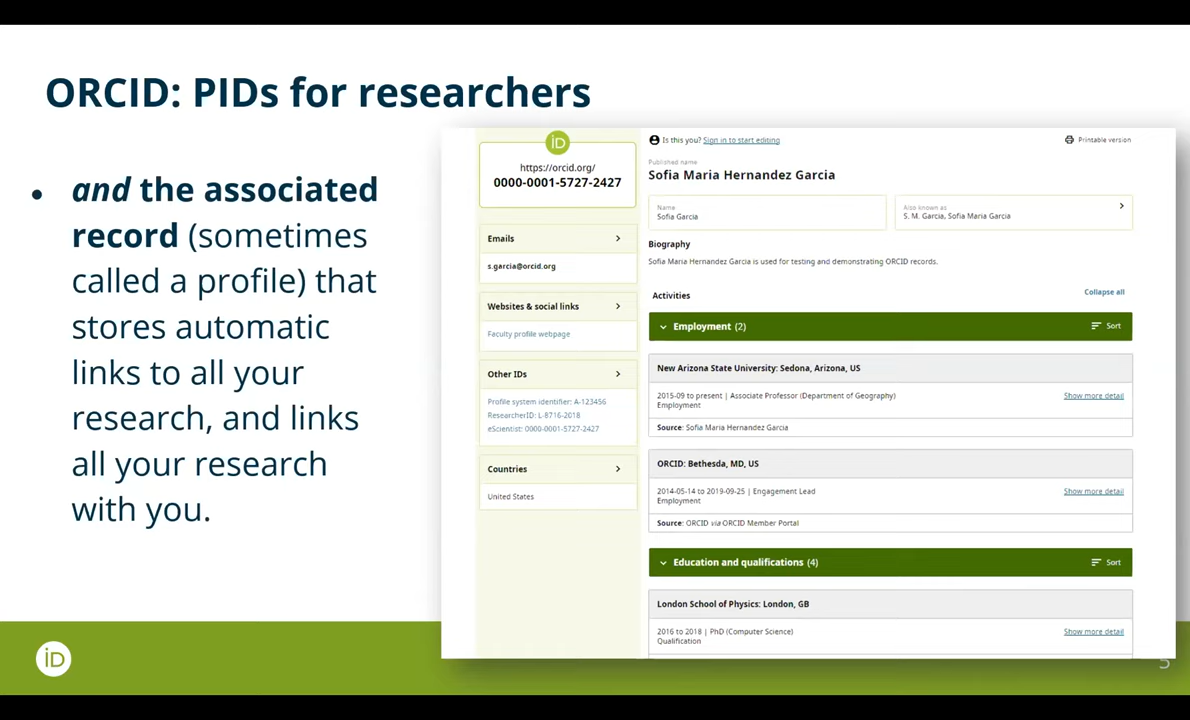 ORCID: PIDs for researchers
• and the associated
record (sometimes
called a profile) that
stores automatic
links to all your
research, and links
all your research
with you.
iD
https://orcid.org/
0000-0001-5727-2427
Emails
s.garcia@orcid.org
Websites & social links
Faculty profile webpage
Other IDs
Profile system identifier: A-123456
ResearcherID: L-8716-2018
eScientist: 0000-0001-5727-2427
Countries
United States
Is this you? Sign in to start editing
Printable version
Published name
Sofia Maria Hernandez Garcia
Name
Sofia Garcia
Also known as
S. M. Garcia, Sofia Maria Garcia
Biography
Sofia Maria Hernandez Garcia is used for testing and demonstrating ORCID records.
Activities
Collapse all
Employment (2)
Sort
New Arizona State University: Sedona, Arizona, US
2015-09 to present | Associate Professor (Department of Geography)
Show more detail
Employment
Source: Sofia Maria Hernandez Garcia
ORCID: Bethesda, MD, US
2014-05-14 to 2019-09-25 | Engagement Lead
Show more detail
Employment
Source: ORCID via ORCID Member Portal
Education and qualifications (4)
Sort
London School of Physics: London, GB
2016 to 2018 | PhD (Computer Science)
Show more detail
Qualification
iD
5